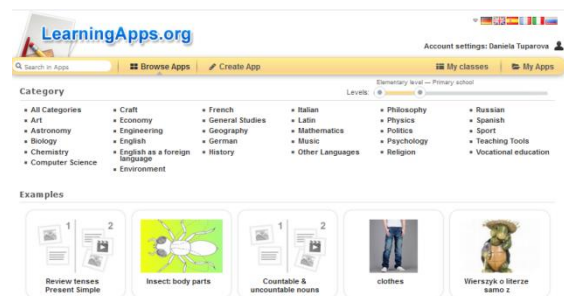 LearningApps.org
Account settings: Daniela Tuparova
Search in Apps
Browse Apps
Create App
My classes
My Apps
Category
Levels:
Elementary level — Primary school
All Categories
Art
Astronomy
Biology
Chemistry
Computer Science
Craft
Economy
Engineering
English
English as a foreign language
Environment
French
General Studies
Geography
German
History
Italian
Latin
Mathematics
Music
Other Languages
Philosophy
Physics
Politics
Psychology
Religion
Russian
Spanish
Sport
Teaching Tools
Vocational education
Examples
1 2
Review tenses
Present Simple
Insect: body parts
1 2
Countable &
uncountable nouns
clothes
Wierszyk o literze
samo z